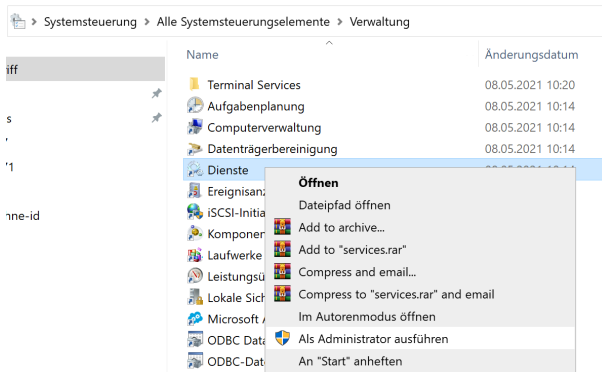 Systemsteuerung > Alle Systemsteuerungselemente > Verwaltung
Name Änderungsdatum
Terminal Services 08.05.2021 10:20
Aufgabenplanung 08.05.2021 10:14
Computerverwaltung 08.05.2021 10:14
Datenträgerbereinigung 08.05.2021 10:14
Dienste
Öffnen
Dateipfad öffnen
Add to archive...
Add to "services.rar"
Compress and email...
Compress to "services.rar" and email
Im Autorenmodus öffnen
Als Administrator ausführen
An "Start" anheften
Ereignisanz
iSCSI-Initia
Komponen
Laufwerke
Leistungsü
Lokale Sich
Microsoft A
ODBC Data
ODBC-Date
riff
s
1
nne-id